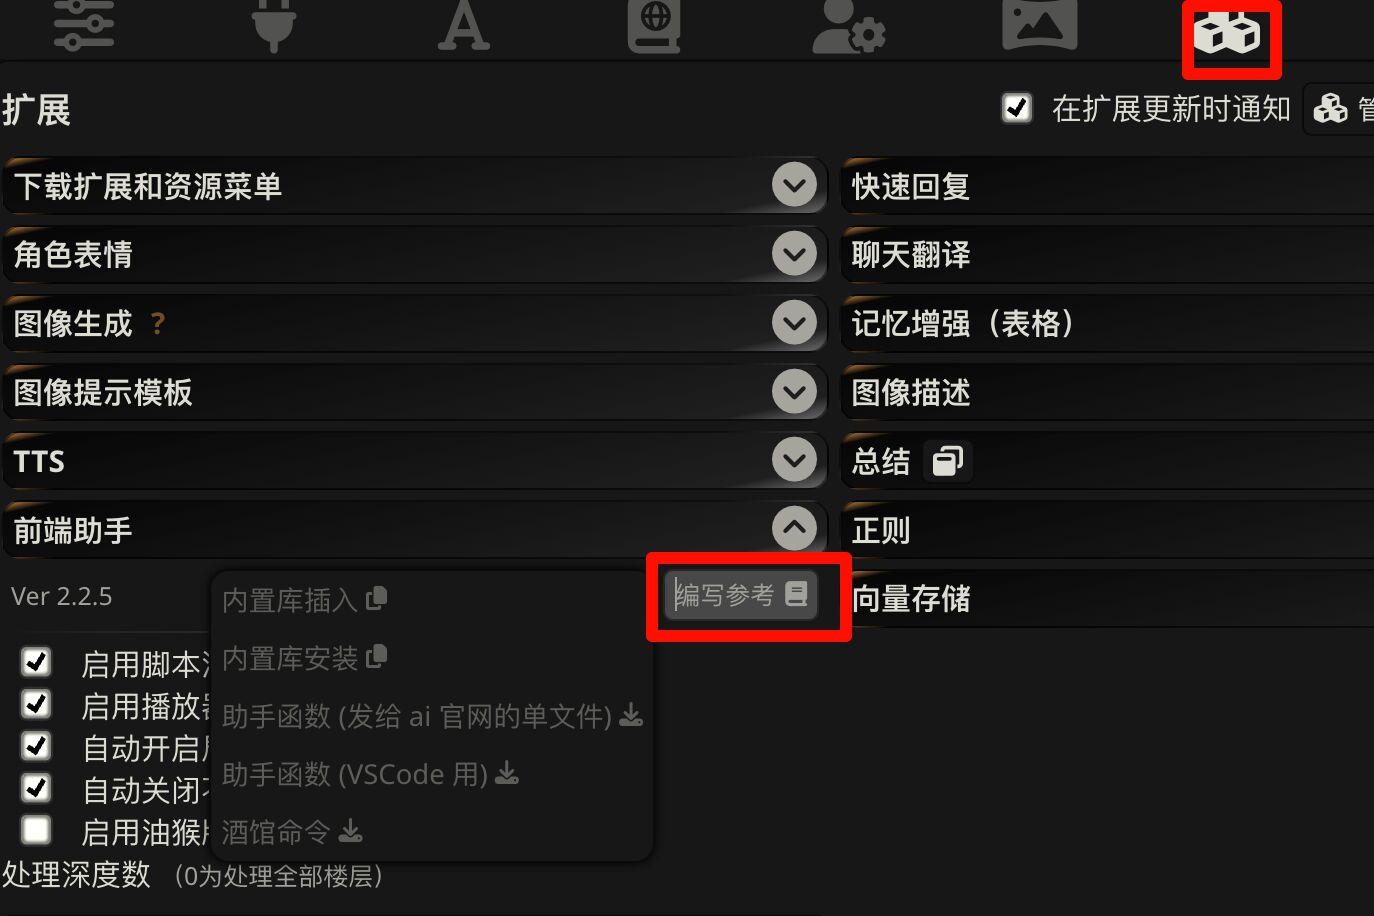 扩展
在扩展更新时通知
下载扩展和资源菜单
快速回复
角色表情
聊天翻译
图像生成 ?
记忆增强（表格）
图像提示模板
图像描述
TTS
总结
前端助手
正则
Ver 2.2.5
编写参考
向量存储
内置库插入
内置库安装
助手函数 (发给 ai 官网的单文件)
助手函数 (VSCode 用)
酒馆命令
启用脚本
启用播放
自动开启
自动关闭
启用油猴
处理深度数 （0为处理全部楼层）